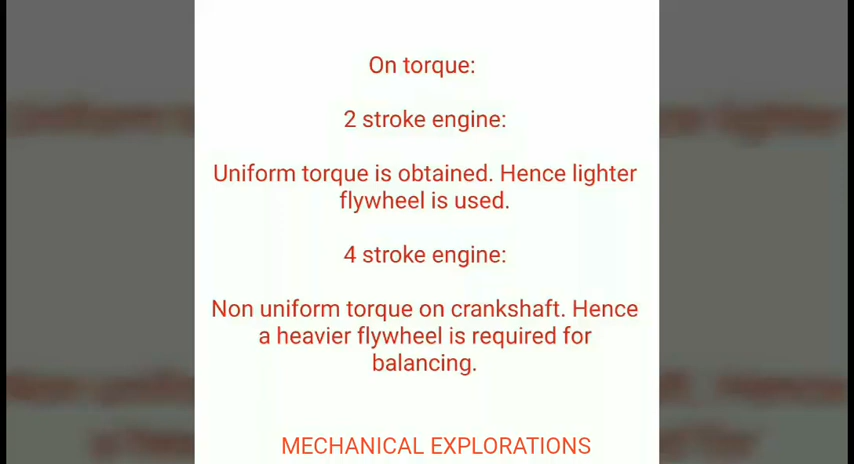 On torque:
2 stroke engine:
Uniform torque is obtained. Hence lighter
flywheel is used.
4 stroke engine:
Non uniform torque on crankshaft. Hence
a heavier flywheel is required for
balancing.
MECHANICAL EXPLORATIONS